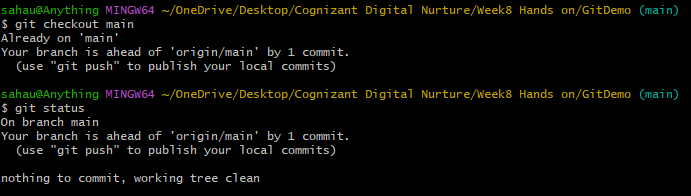 sahau@Anything MINGW64 ~/OneDrive/Desktop/Cognizant Digital Nurture/Week8 Hands on/GitDemo (main)
$ git checkout main
Already on 'main'
Your branch is ahead of 'origin/main' by 1 commit.
  (use "git push" to publish your local commits)

sahau@Anything MINGW64 ~/OneDrive/Desktop/Cognizant Digital Nurture/Week8 Hands on/GitDemo (main)
$ git status
On branch main
Your branch is ahead of 'origin/main' by 1 commit.
  (use "git push" to publish your local commits)

nothing to commit, working tree clean